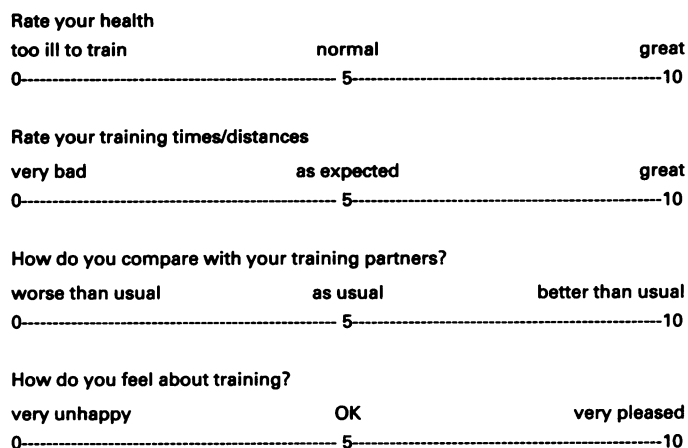 Rate your health
too ill to train normal great
0-------------------------------------------------- 5--------------------------------------------------10
Rate your training times/distances
very bad as expected great
0-------------------------------------------------- 5--------------------------------------------------10
How do you compare with your training partners?
worse than usual as usual better than usual
0-------------------------------------------------- 5--------------------------------------------------10
How do you feel about training?
very unhappy OK very pleased
0-------------------------------------------------- 5--------------------------------------------------10